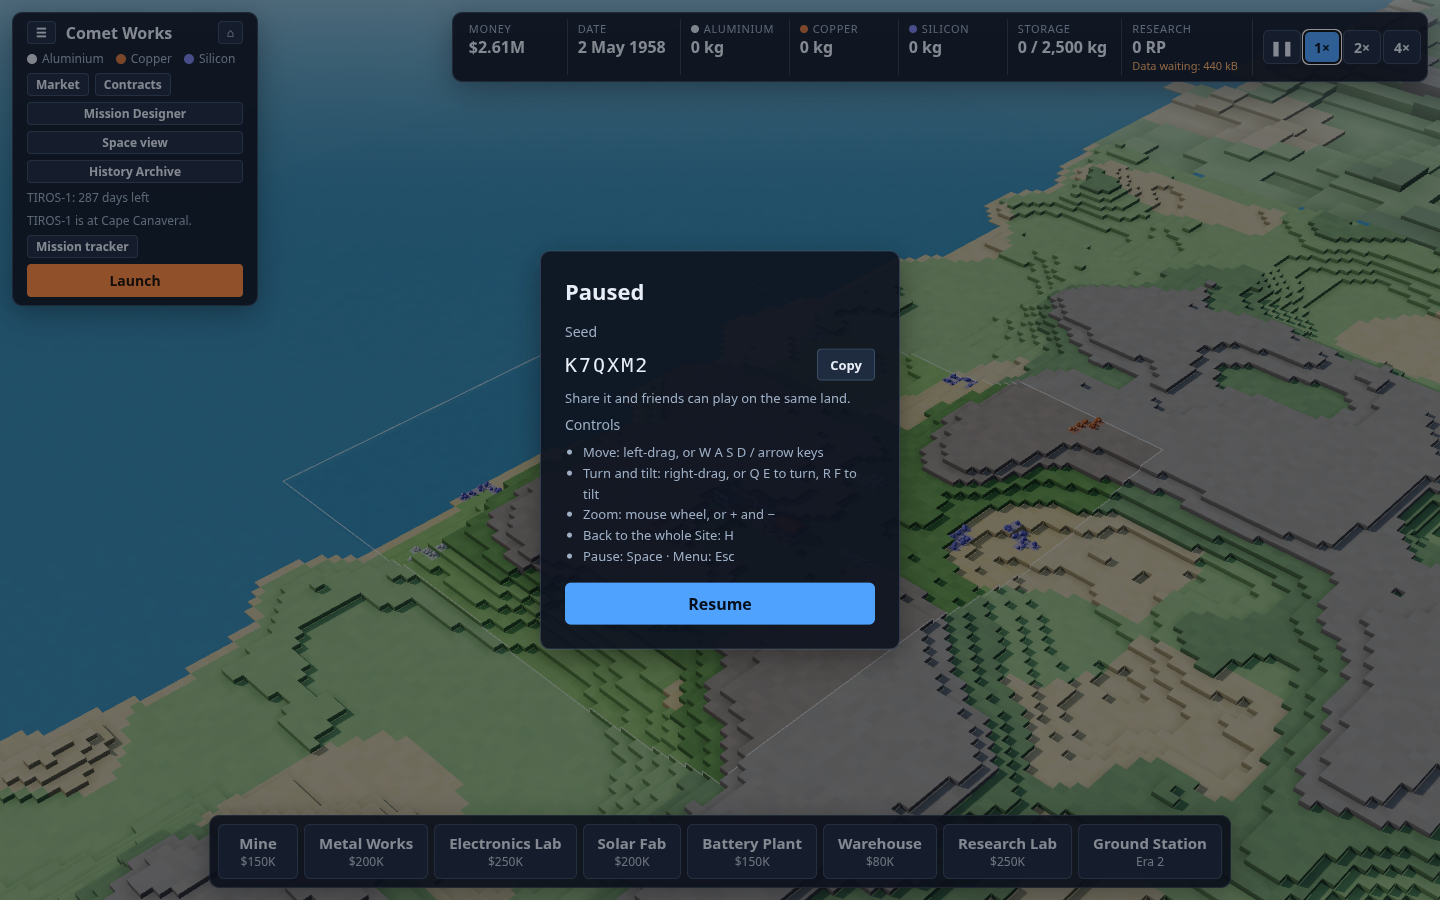 ☰ Comet Works ⌂
Aluminium Copper Silicon
Market Contracts
Mission Designer
Space view
History Archive
TIROS-1: 287 days left
TIROS-1 is at Cape Canaveral.
Mission tracker
Launch
MONEY
$2.61M
DATE
2 May 1958
ALUMINIUM
0 kg
COPPER
0 kg
SILICON
0 kg
STORAGE
0 / 2,500 kg
RESEARCH
0 RP
Data waiting: 440 kB
❚❚ 1× 2× 4×
Paused
Seed
K7QXM2 Copy
Share it and friends can play on the same land.
Controls
• Move: left-drag, or W A S D / arrow keys
• Turn and tilt: right-drag, or Q E to turn, R F to
tilt
• Zoom: mouse wheel, or + and −
• Back to the whole Site: H
• Pause: Space · Menu: Esc
Resume
Mine
$150K
Metal Works
$200K
Electronics Lab
$250K
Solar Fab
$200K
Battery Plant
$150K
Warehouse
$80K
Research Lab
$250K
Ground Station
Era 2